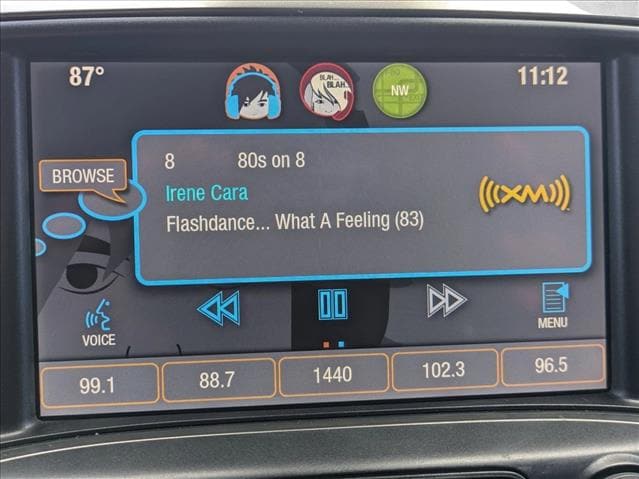 87°
BLAH...
BLAH...
NW
11:12
BROWSE
8 80s on 8
Irene Cara
XM
Flashdance... What A Feeling (83)
VOICE
MENU
99.1
88.7
1440
102.3
96.5